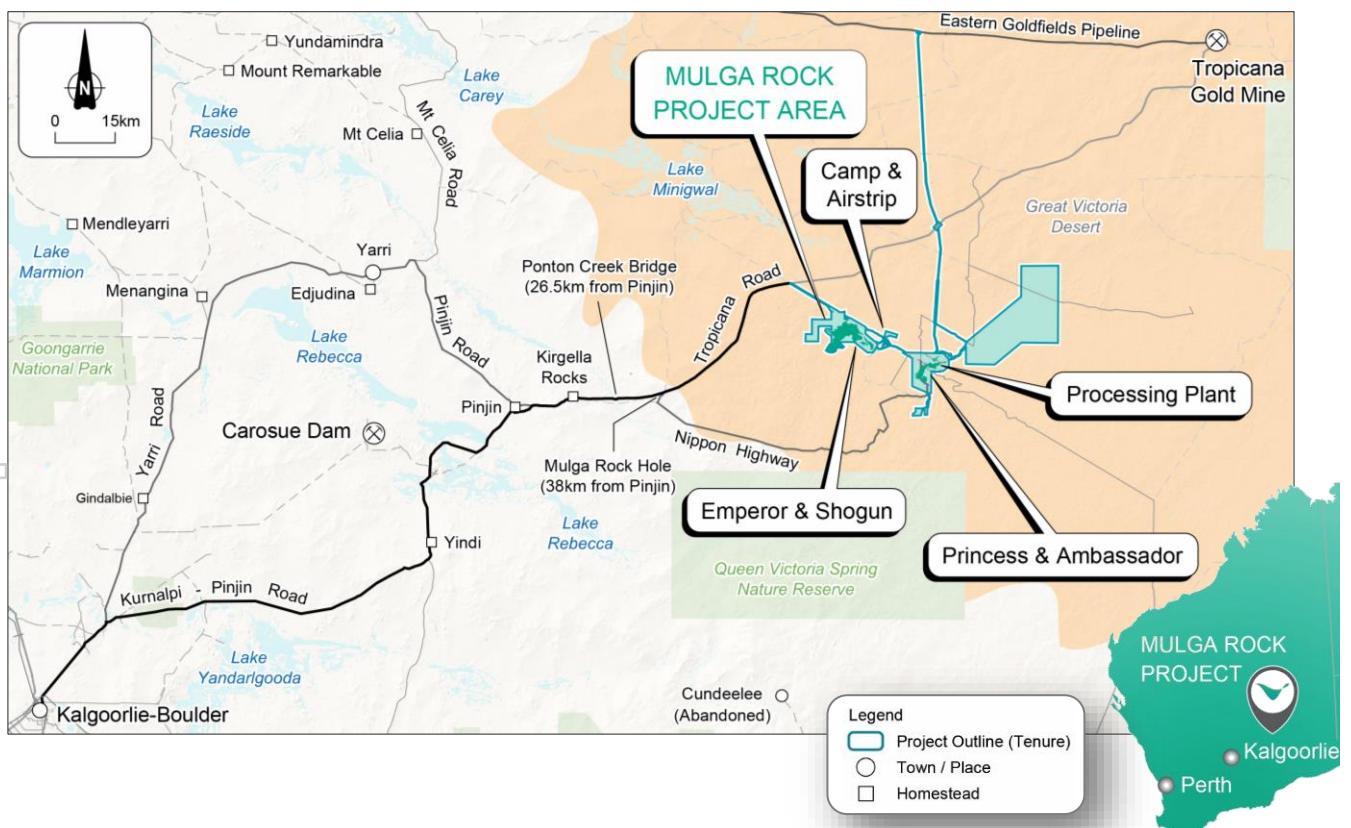 N
0 15km
Yundamindra
Mount Remarkable
Lake
Carey
Lake
Raeside
Mt Celia
Mt Celia Road
MULGA ROCK
PROJECT AREA
Eastern Goldfields Pipeline
Tropicana
Gold Mine
Camp &
Airstrip
Lake
Minigwal
Great Victoria
Desert
Mendleyarri
Lake
Marmion
Menangina
Yarri
Edjudina
Ponton Creek Bridge
(26.5km from Pinjin)
Tropicana Road
Pinjin Road
Lake
Rebecca
Goongarrie
National Park
Kirgella
Rocks
Pinjin
Processing Plant
Yarri Road
Carosue Dam
Nippon Highway
Mulga Rock Hole
(38km from Pinjin)
Gindalbie
Emperor & Shogun
Lake
Rebecca
Yindi
Princess & Ambassador
Queen Victoria Spring
Nature Reserve
Kurnalpi - Pinjin Road
Lake
Yandarlgooda
Kalgoorlie-Boulder
Cundeelee
(Abandoned)
Legend
Project Outline (Tenure)
Town / Place
Homestead
MULGA ROCK
PROJECT
Kalgoorlie
Perth